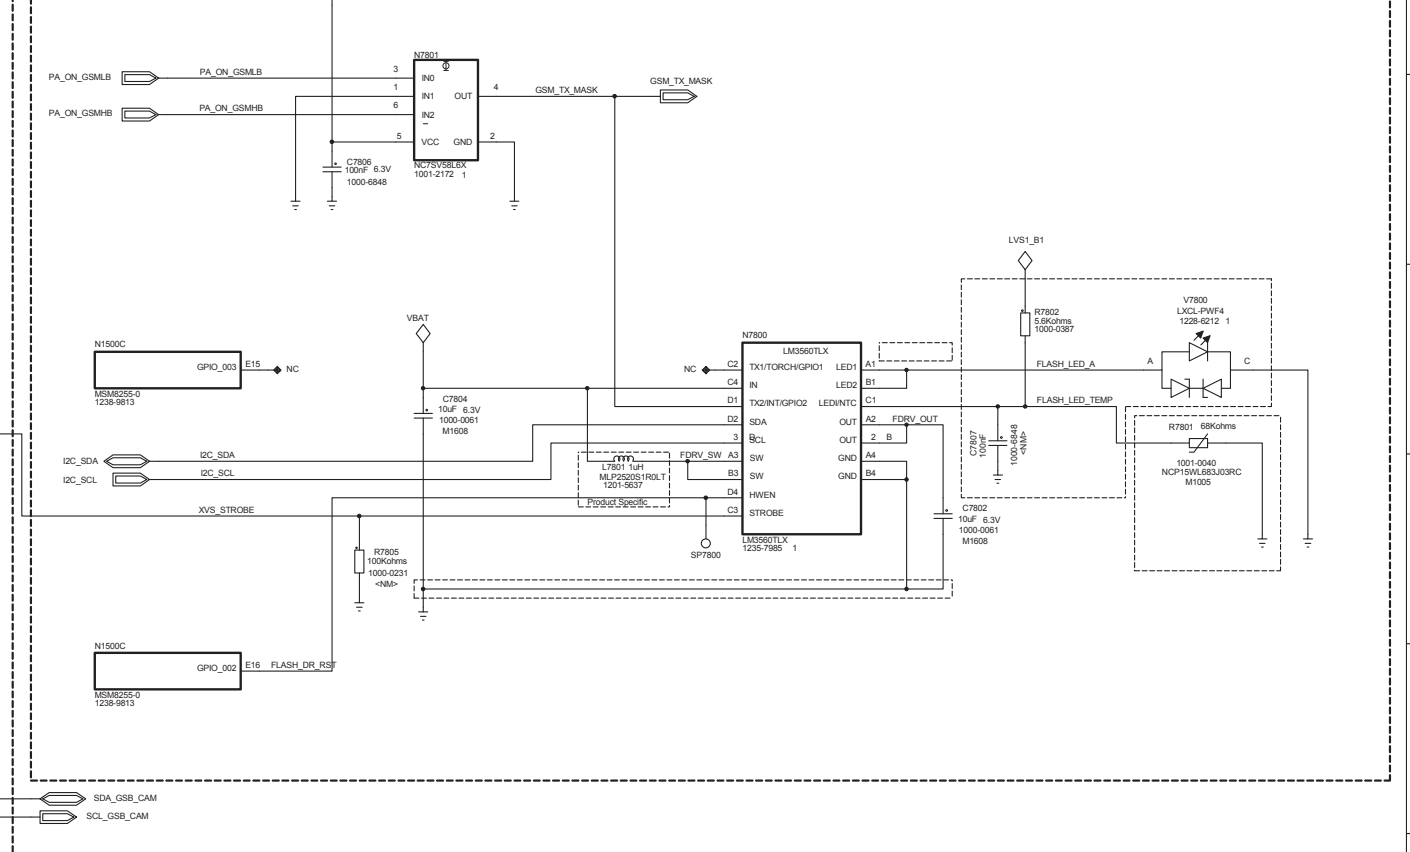 N7801
PA_ON_GSMLB
PA_ON_GSMLB
3
IN0
1
IN1
OUT
4
GSM_TX_MASK
GSM_TX_MASK
PA_ON_GSMHB
PA_ON_GSMHB
6
IN2
5
VCC
GND
2
C7806
100nF 6.3V
1000-6848
NC7SV58L6X
1001-2172 1
LVS1_B1
R7802
5.6Kohms
1000-0387
V7800
LXCL-PWF4
1228-6212 1
VBAT
N1500C
GPIO_003
E15
NC
MSM8255-0
1238-9813
N7800
LM3560TLX
NC
C2
TX1/TORCH/GPIO1
LED1
A1
FLASH_LED_A
A
C
C4
IN
LED2
B1
D1
TX2/INT/GPIO2
LEDI/NTC
C1
FLASH_LED_TEMP
C7804
10uF 6.3V
1000-0061
M1608
D2
SDA
OUT
A2
FDRV_OUT
3
B
SCL
OUT
2 B
C7807
100nF
1000-6848
<NM>
R7801 68Kohms
1001-0040
NCP15WL683J03RC
M1005
I2C_SDA
I2C_SDA
I2C_SCL
I2C_SCL
FDRV_SW
A3
SW
GND
A4
L7801 1uH
MLP2520S1R0LT
1201-5637
Product Specific
B3
SW
GND
B4
D4
HWEN
XVS_STROBE
C3
STROBE
C7802
10uF 6.3V
1000-0061
M1608
LM3560TLX
1235-7985 1
SP7800
R7805
100Kohms
1000-0231
<NM>
N1500C
GPIO_002
E16
FLASH_DR_RST
MSM8255-0
1238-9813
SDA_GSB_CAM
SCL_GSB_CAM